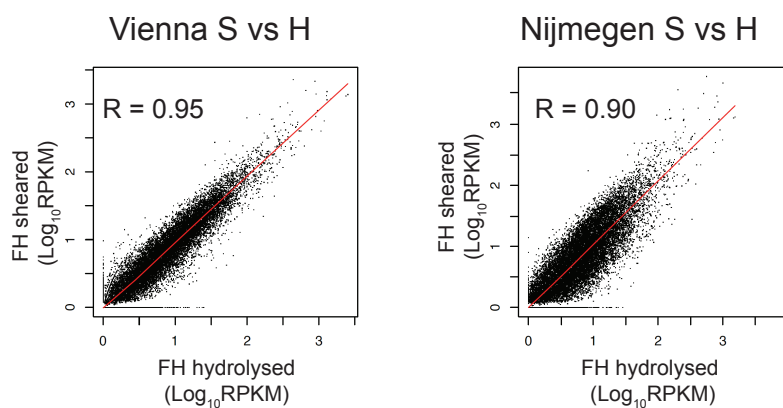 Vienna S vs H
R = 0.95
3
2
1
0
FH sheared
(Log10RPKM)
0 1 2 3
FH hydrolysed
(Log10RPKM)
Nijmegen S vs H
R = 0.90
3
2
1
0
FH sheared
(Log10RPKM)
0 1 2 3
FH hydrolysed
(Log10RPKM)